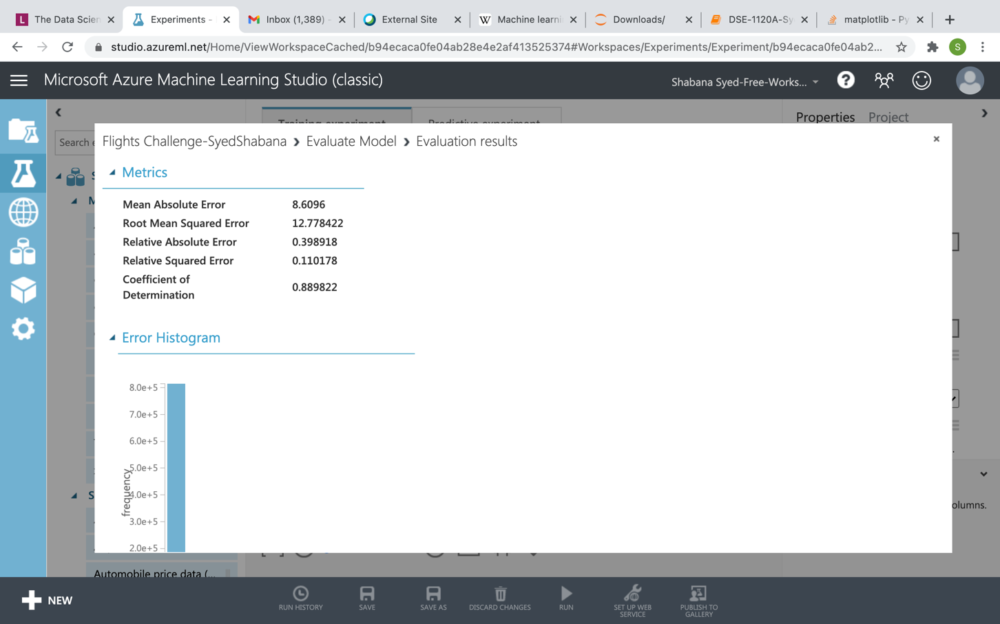 The Data Scien
Experiments -
Inbox (1,389) -
External Site
Machine learni
Downloads/
DSE-1120A-Sy
matplotlib - Py
studio.azureml.net/Home/ViewWorkspaceCached/b94ecaca0fe04ab28e4e2af413525374#Workspaces/Experiments/Experiment/b94ecaca0fe04ab2...
S
Microsoft Azure Machine Learning Studio (classic)
Shabana Syed-Free-Works...
Training experiment
Predictive experiment
Properties
Project
Search
Flights Challenge-SyedShabana > Evaluate Model > Evaluation results
Metrics
Mean Absolute Error 8.6096
Root Mean Squared Error 12.778422
Relative Absolute Error 0.398918
Relative Squared Error 0.110178
Coefficient of
Determination 0.889822
Error Histogram
8.0e+5
7.0e+5
6.0e+5
5.0e+5
4.0e+5
3.0e+5
2.0e+5
frequency
olumns.
Automobile price data (...
NEW
RUN HISTORY
SAVE
SAVE AS
DISCARD CHANGES
RUN
SET UP WEB
SERVICE
PUBLISH TO
GALLERY